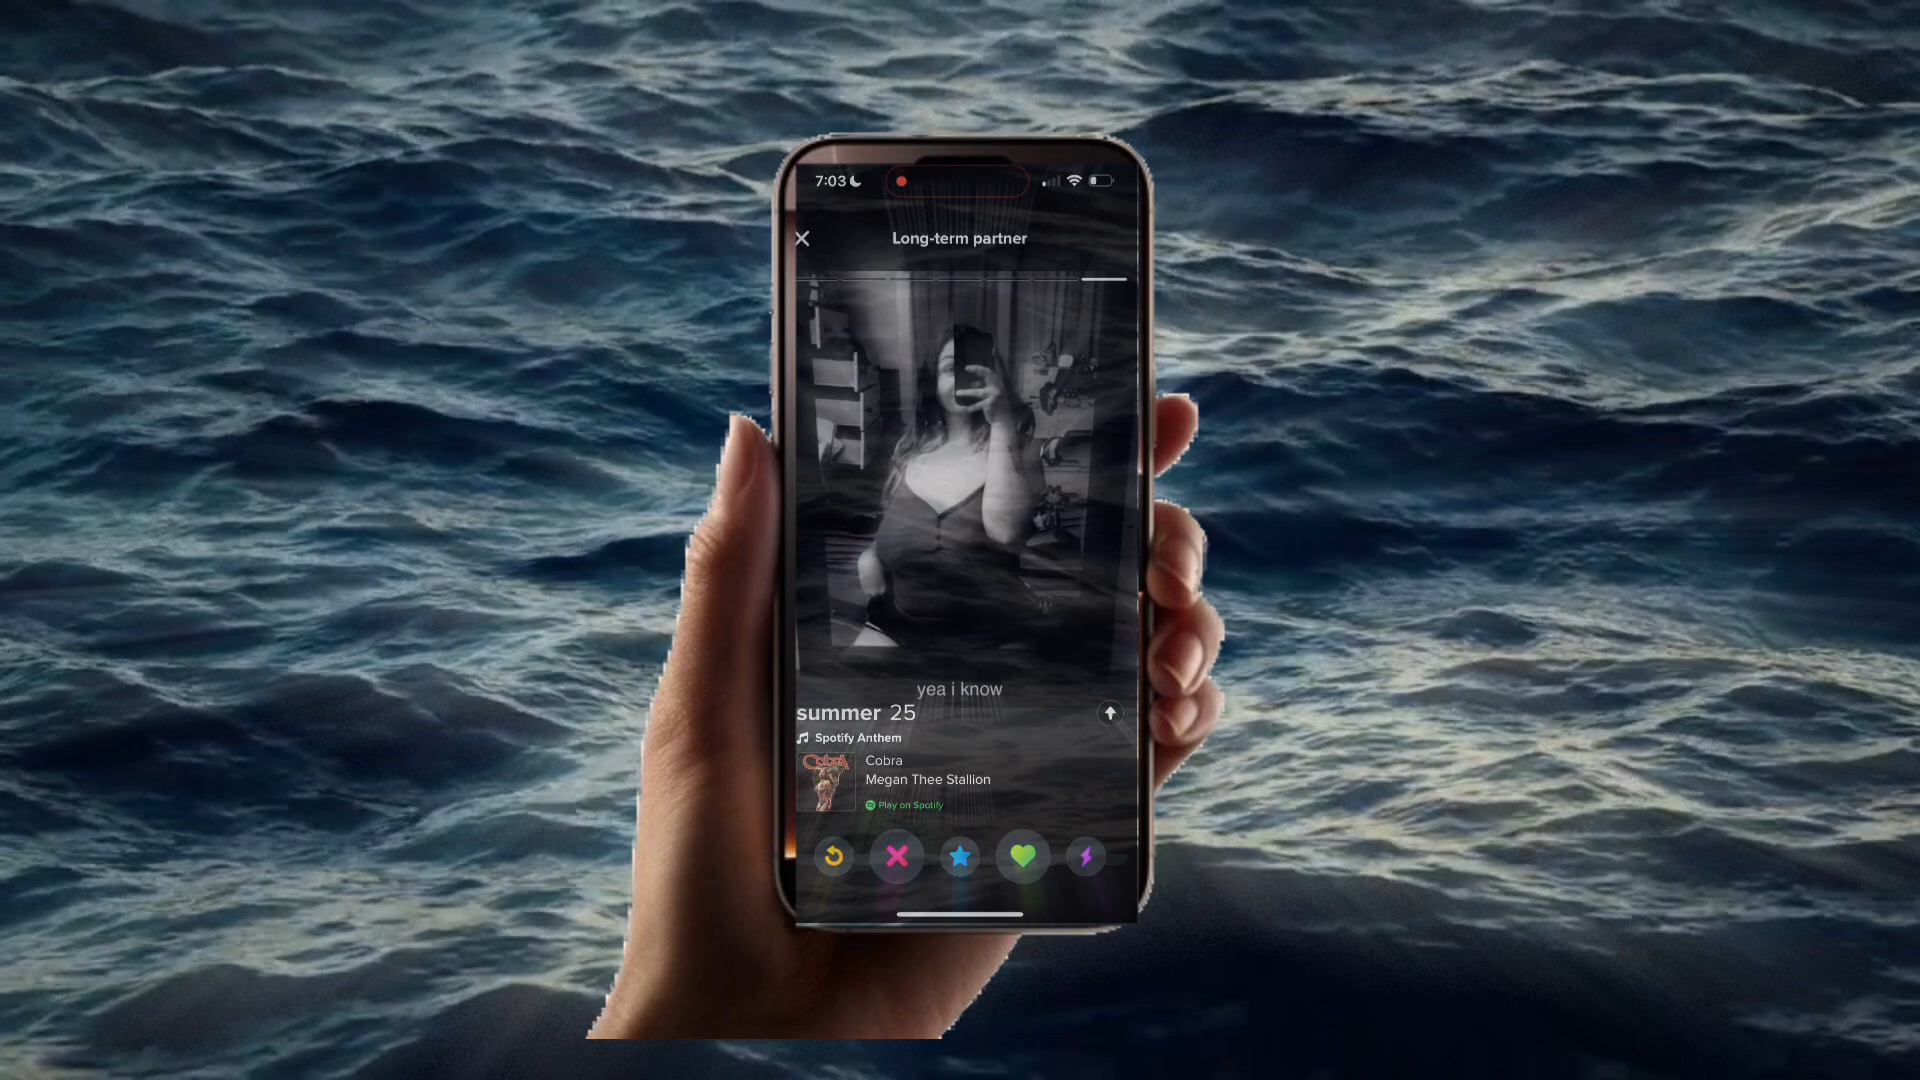 7:03
Long-term partner
yea i know
summer 25
Spotify Anthem
CobrA
Cobra
Megan Thee Stallion
Play on Spotify